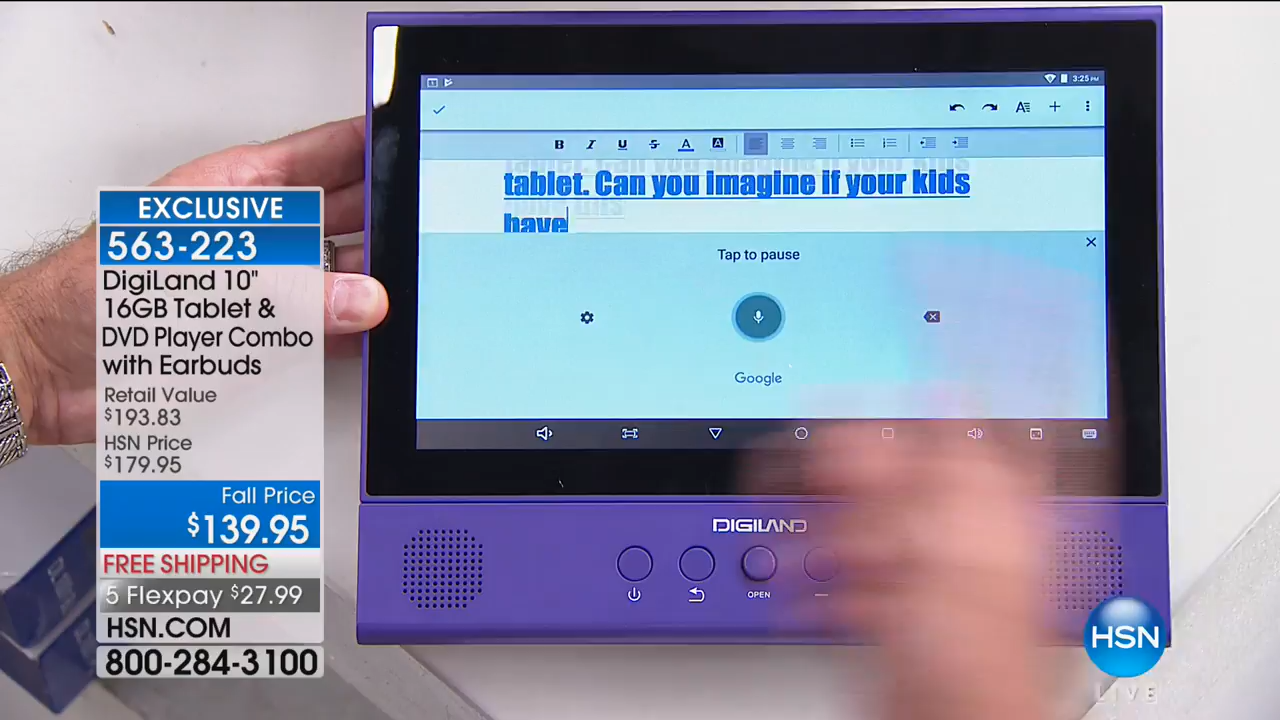 EXCLUSIVE
563-223
DigiLand 10"
16GB Tablet &
DVD Player Combo
with Earbuds
Retail Value
$193.83
HSN Price
$179.95
Fall Price
$139.95
FREE SHIPPING
5 Flexpay $27.99
HSN.COM
800-284-3100
3:25 PM
B I U S A A
tablet. Can you imagine if your kids
have
Tap to pause
Google
DIGILAND
OPEN
HSN
LIVE